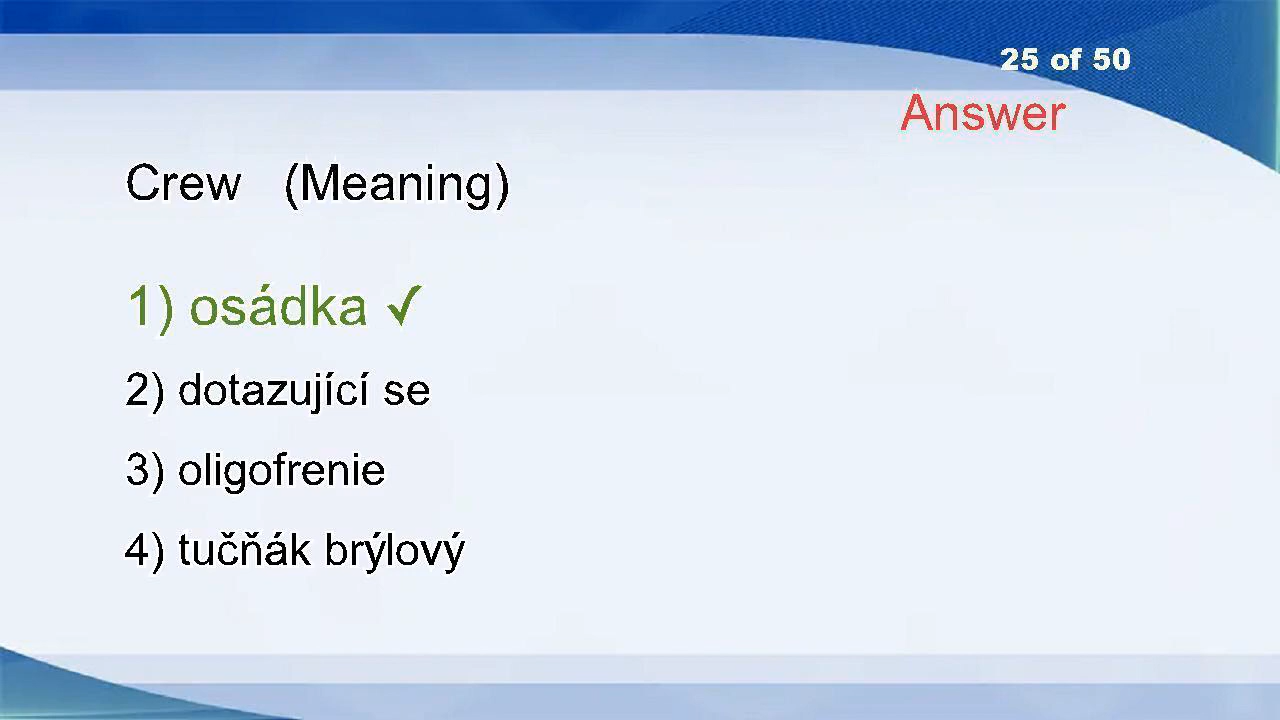 25 of 50
Answer
Crew (Meaning)
1) osádka ✓
2) dotazující se
3) oligofrenie
4) tučňák brýlový